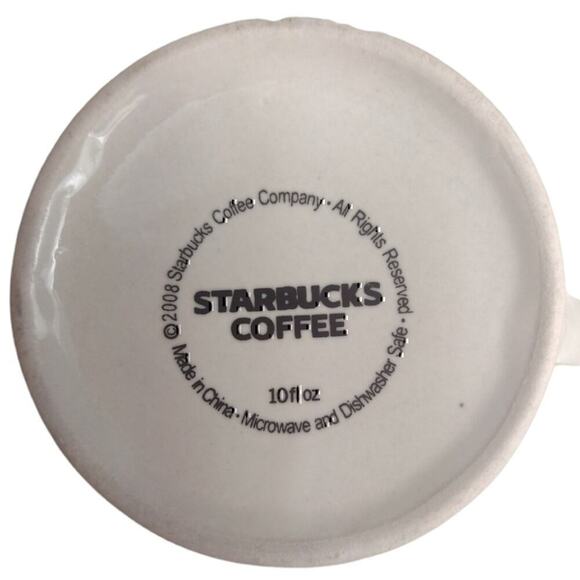 ©2008 Starbucks Coffee Company • All Rights Reserved
STARBUCKS
COFFEE
10fl oz
Made in China • Microwave and Dishwasher Safe •